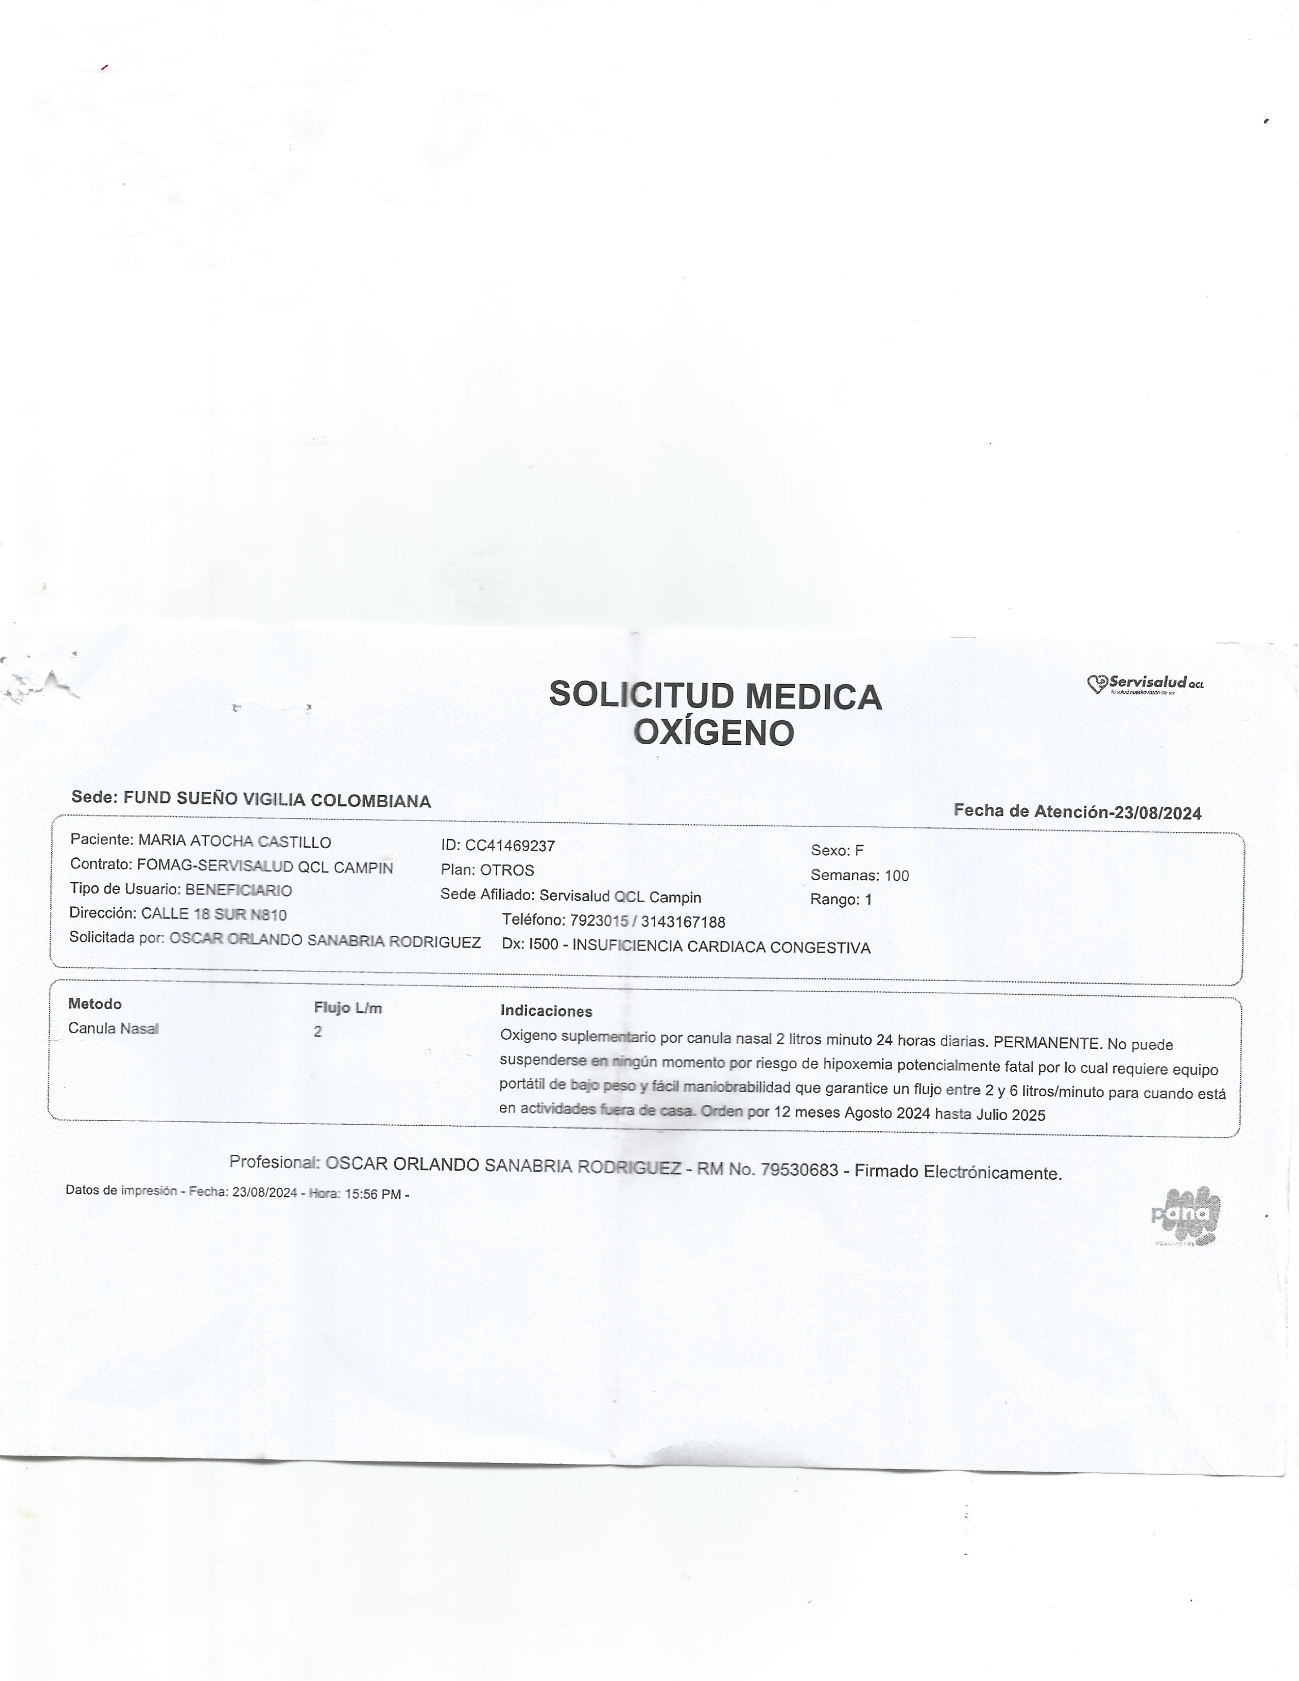 SOLICITUD MEDICA
OXÍGENO
Servisalud QCL
Sede: FUND SUEÑO VIGILIA COLOMBIANA
Fecha de Atención-23/08/2024
Paciente: MARIA ATOCHA CASTILLO ID: CC41469237 Sexo: F
Contrato: FOMAG-SERVISALUD QCL CAMPIN Plan: OTROS Semanas: 100
Tipo de Usuario: BENEFICIARIO Sede Afiliado: Servisalud QCL Campin Rango: 1
Dirección: CALLE 18 SUR N810 Teléfono: 7923015 / 3143167188
Solicitada por: OSCAR ORLANDO SANABRIA RODRIGUEZ Dx: I500 - INSUFICIENCIA CARDIACA CONGESTIVA
Metodo Flujo L/m Indicaciones
Canula Nasal 2 Oxigeno suplementario por canula nasal 2 litros minuto 24 horas diarias. PERMANENTE. No puede
suspenderse en ningún momento por riesgo de hipoxemia potencialmente fatal por lo cual requiere equipo
portátil de bajo peso y fácil maniobrabilidad que garantice un flujo entre 2 y 6 litros/minuto para cuando está
en actividades fuera de casa. Orden por 12 meses Agosto 2024 hasta Julio 2025
Profesional: OSCAR ORLANDO SANABRIA RODRIGUEZ - RM No. 79530683 - Firmado Electrónicamente.
Datos de impresión - Fecha: 23/08/2024 - Hora: 15:56 PM -
pana